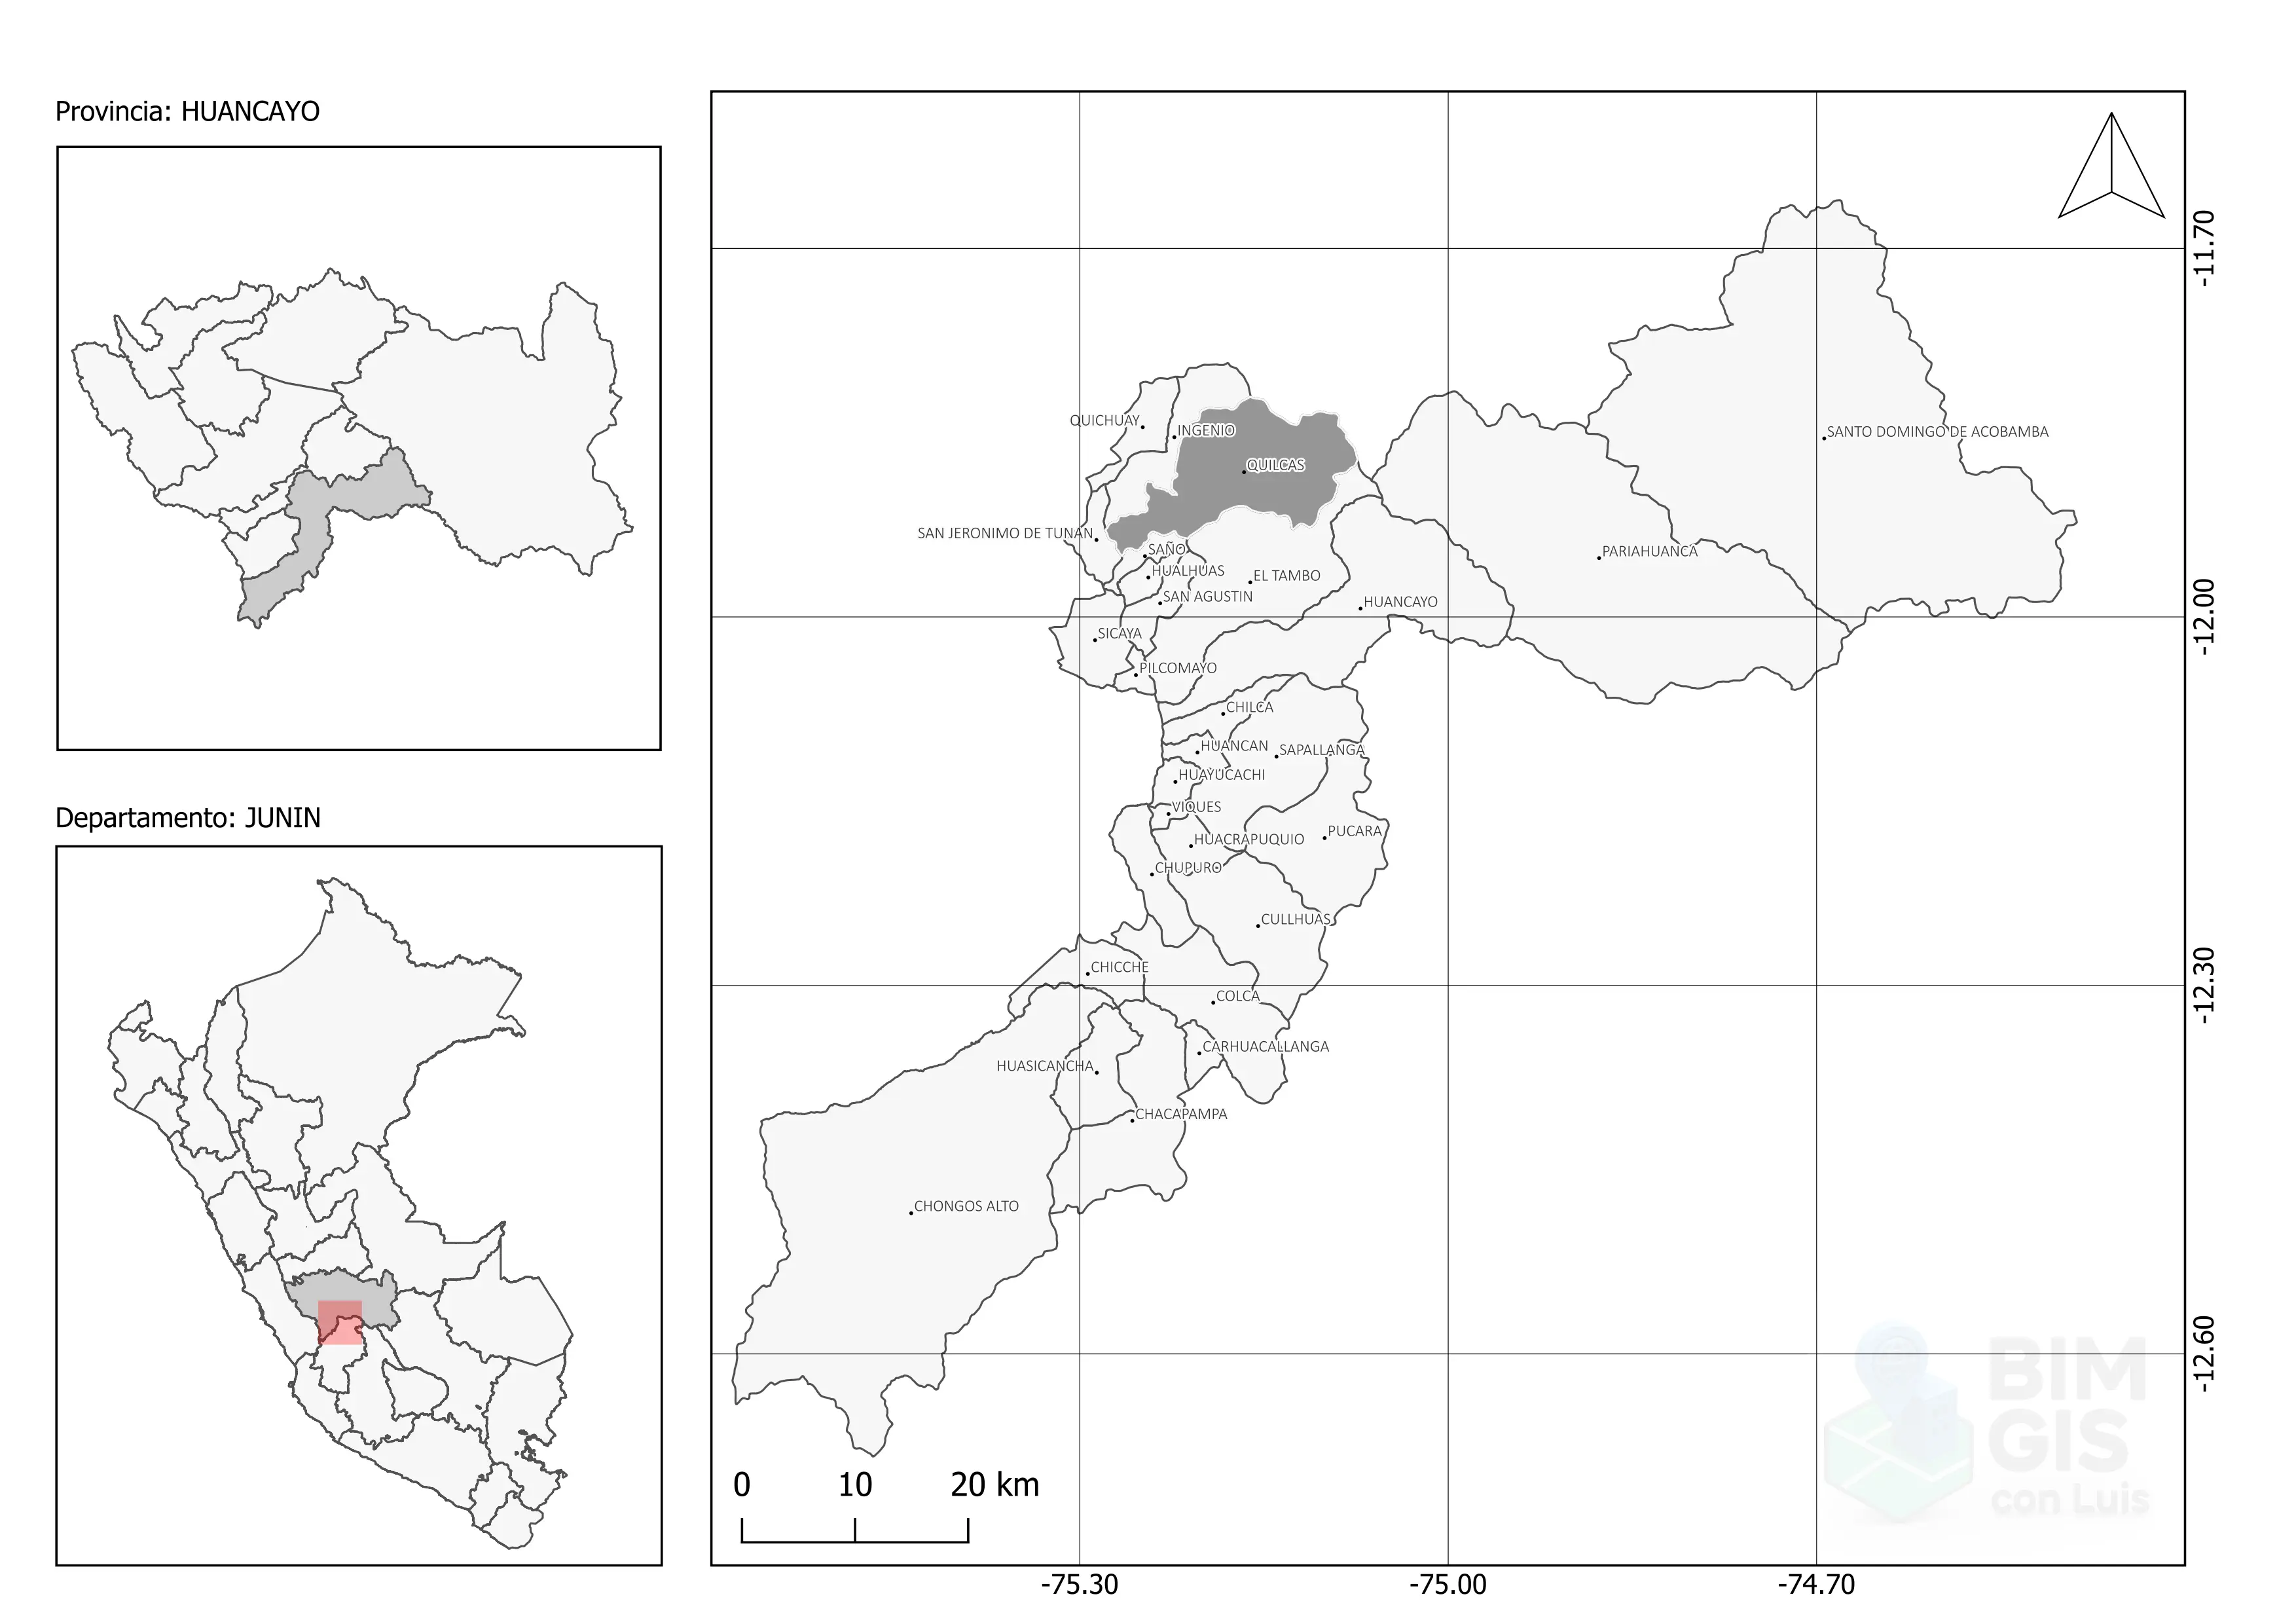 Provincia: HUANCAYO
Departamento: JUNIN
QUICHUAY
INGENIO
SANTO DOMINGO DE ACOBAMBA
QUILCAS
SAN JERONIMO DE TUNAN
SAÑO
PARIAHUANCA
HUALHUAS
EL TAMBO
SAN AGUSTIN
HUANCAYO
SICAYA
PILCOMAYO
CHILCA
HUANCAN
SAPALLANGA
HUAYUCACHI
VIQUES
HUACRAPUQUIO
PUCARA
CHUPURO
CULLHUAS
CHICCHE
COLCA
CARHUACALLANGA
HUASICANCHA
CHACAPAMPA
CHONGOS ALTO
0 10 20 km
-11.70
-12.00
-12.30
-12.60
-75.30 -75.00 -74.70
BIM
GIS
con Luis